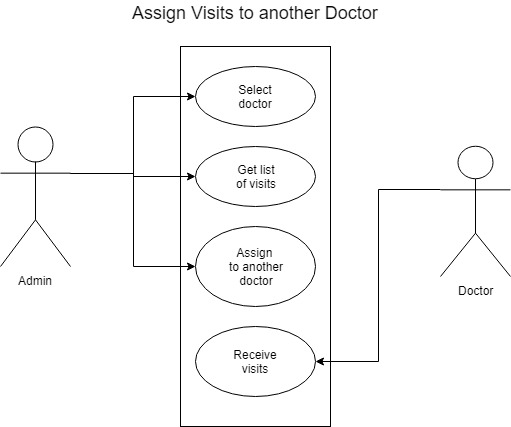 Assign Visits to another Doctor
Select
doctor
Get list
of visits
Assign
to another
doctor
Receive
visits
Admin
Doctor